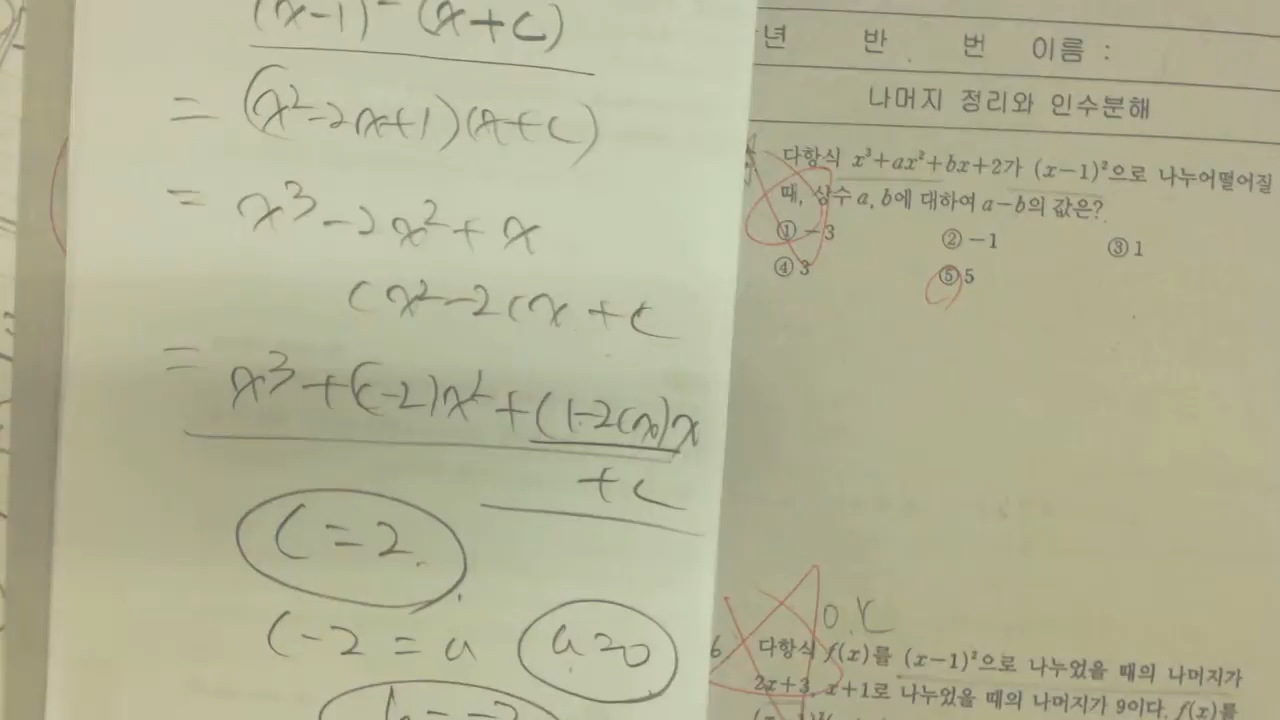 (x-1)² (x+c)
= (x²-2x+1)(x+c)
= x³-2x²+x
cx²-2cx+c
= x³+(c-2)x²+(1-2cx)x
+c
c=2
c-2=a a=0
b=-3
년 반 번 이름 :
나머지 정리와 인수분해
다항식 x³+ax²+bx+2가 (x-1)²으로 나누어떨어질
때, 상수 a, b에 대하여 a-b의 값은?
① -3 ② -1 ③ 1
④ 3 ⑤ 5
O.K
6 다항식 f(x)를 (x-1)²으로 나누었을 때의 나머지가
2x+3, x+1로 나누었을 때의 나머지가 9이다. f(x)를